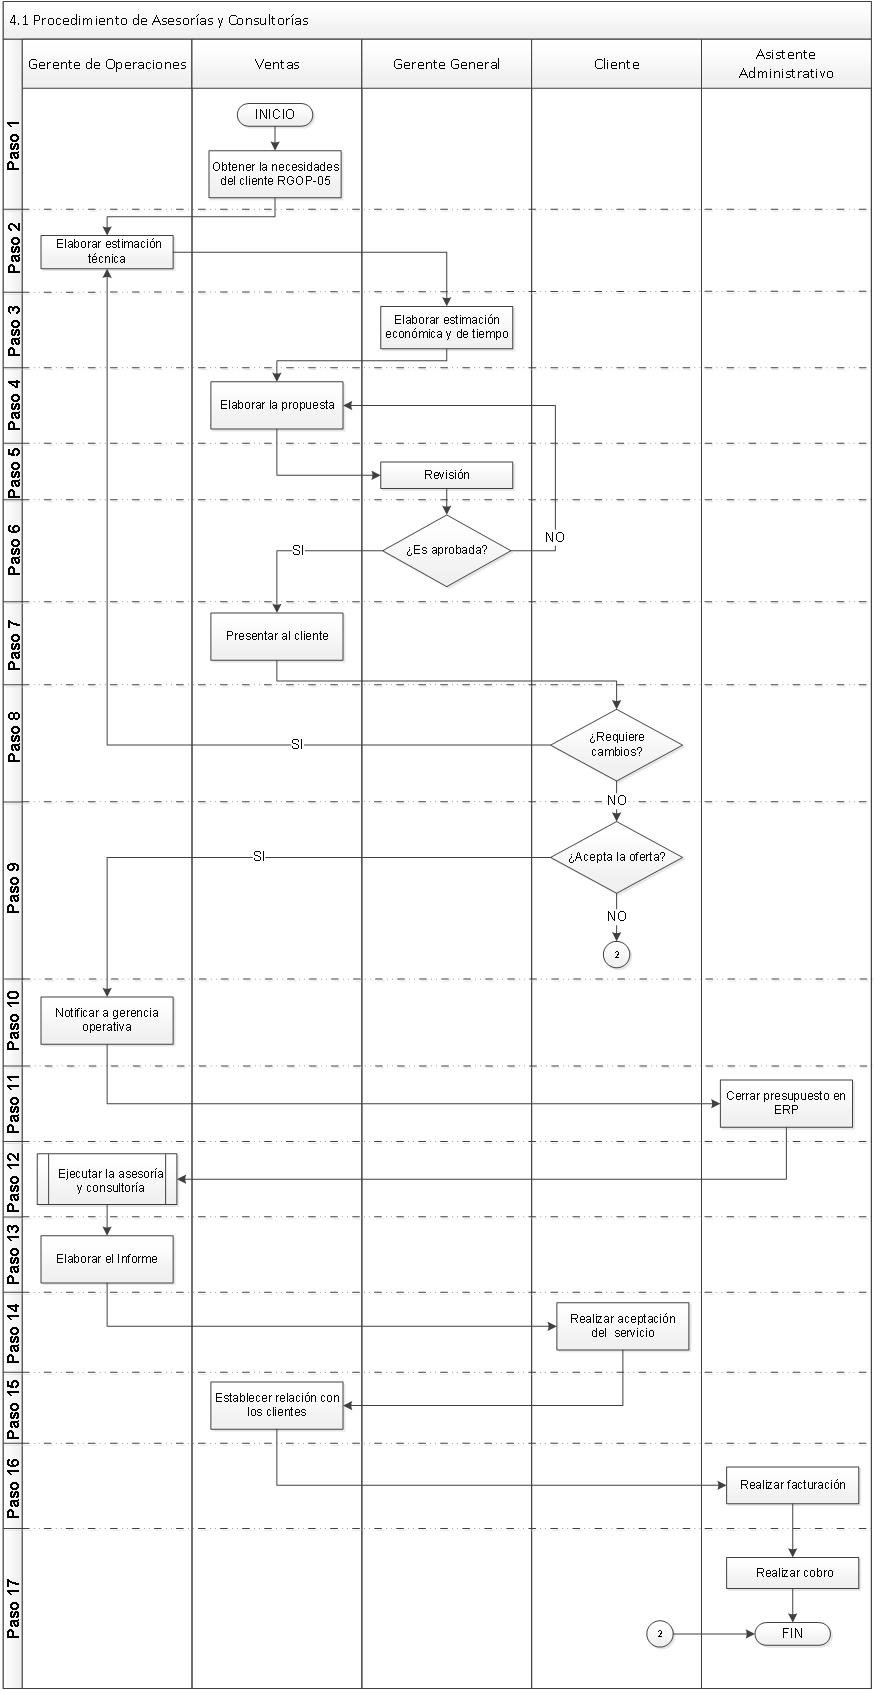 4.1 Procedimiento de Asesorías y Consultorías
Gerente de Operaciones
Ventas
Gerente General
Cliente
Asistente
Administrativo
Paso 1
INICIO
Obtener la necesidades
del cliente RGOP-05
Paso 2
Elaborar estimación
técnica
Paso 3
Elaborar estimación
económica y de tiempo
Paso 4
Elaborar la propuesta
Paso 5
Revisión
Paso 6
¿Es aprobada?
SI
NO
Paso 7
Presentar al cliente
Paso 8
¿Requiere
cambios?
SI
NO
Paso 9
¿Acepta la oferta?
SI
NO
2
Paso 10
Notificar a gerencia
operativa
Paso 11
Cerrar presupuesto en
ERP
Paso 12
Ejecutar la asesoría
y consultoría
Paso 13
Elaborar el Informe
Paso 14
Realizar aceptación
del servicio
Paso 15
Establecer relación con
los clientes
Paso 16
Realizar facturación
Paso 17
Realizar cobro
2
FIN